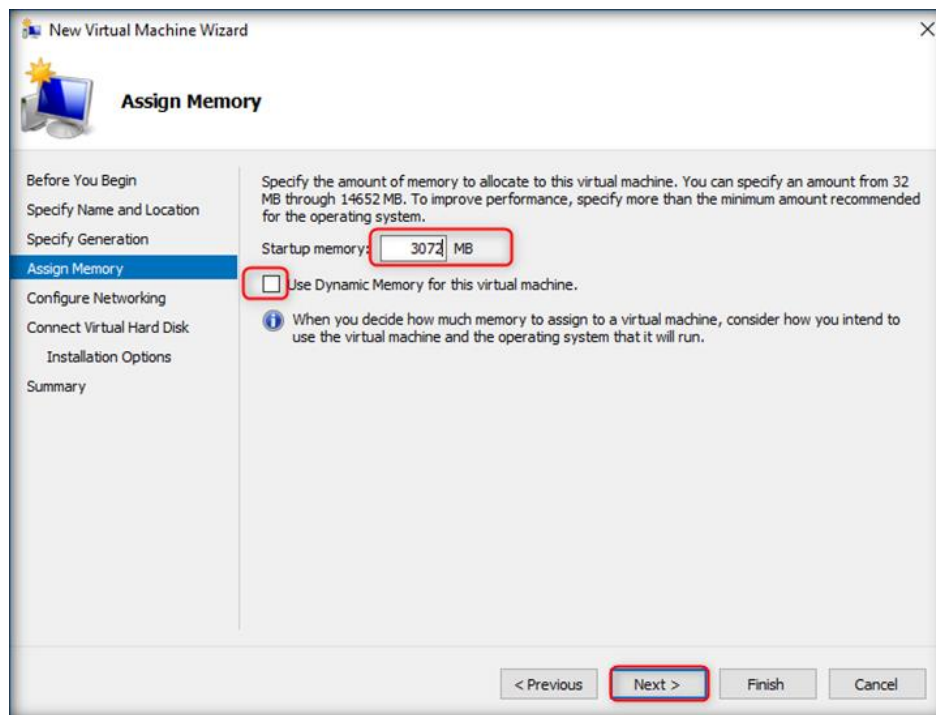 New Virtual Machine Wizard
Assign Memory
Before You Begin
Specify Name and Location
Specify Generation
Assign Memory
Configure Networking
Connect Virtual Hard Disk
Installation Options
Summary
Specify the amount of memory to allocate to this virtual machine. You can specify an amount from 32
MB through 14652 MB. To improve performance, specify more than the minimum amount recommended
for the operating system.
Startup memory: 3072 MB
Use Dynamic Memory for this virtual machine.
When you decide how much memory to assign to a virtual machine, consider how you intend to
use the virtual machine and the operating system that it will run.
< Previous Next > Finish Cancel